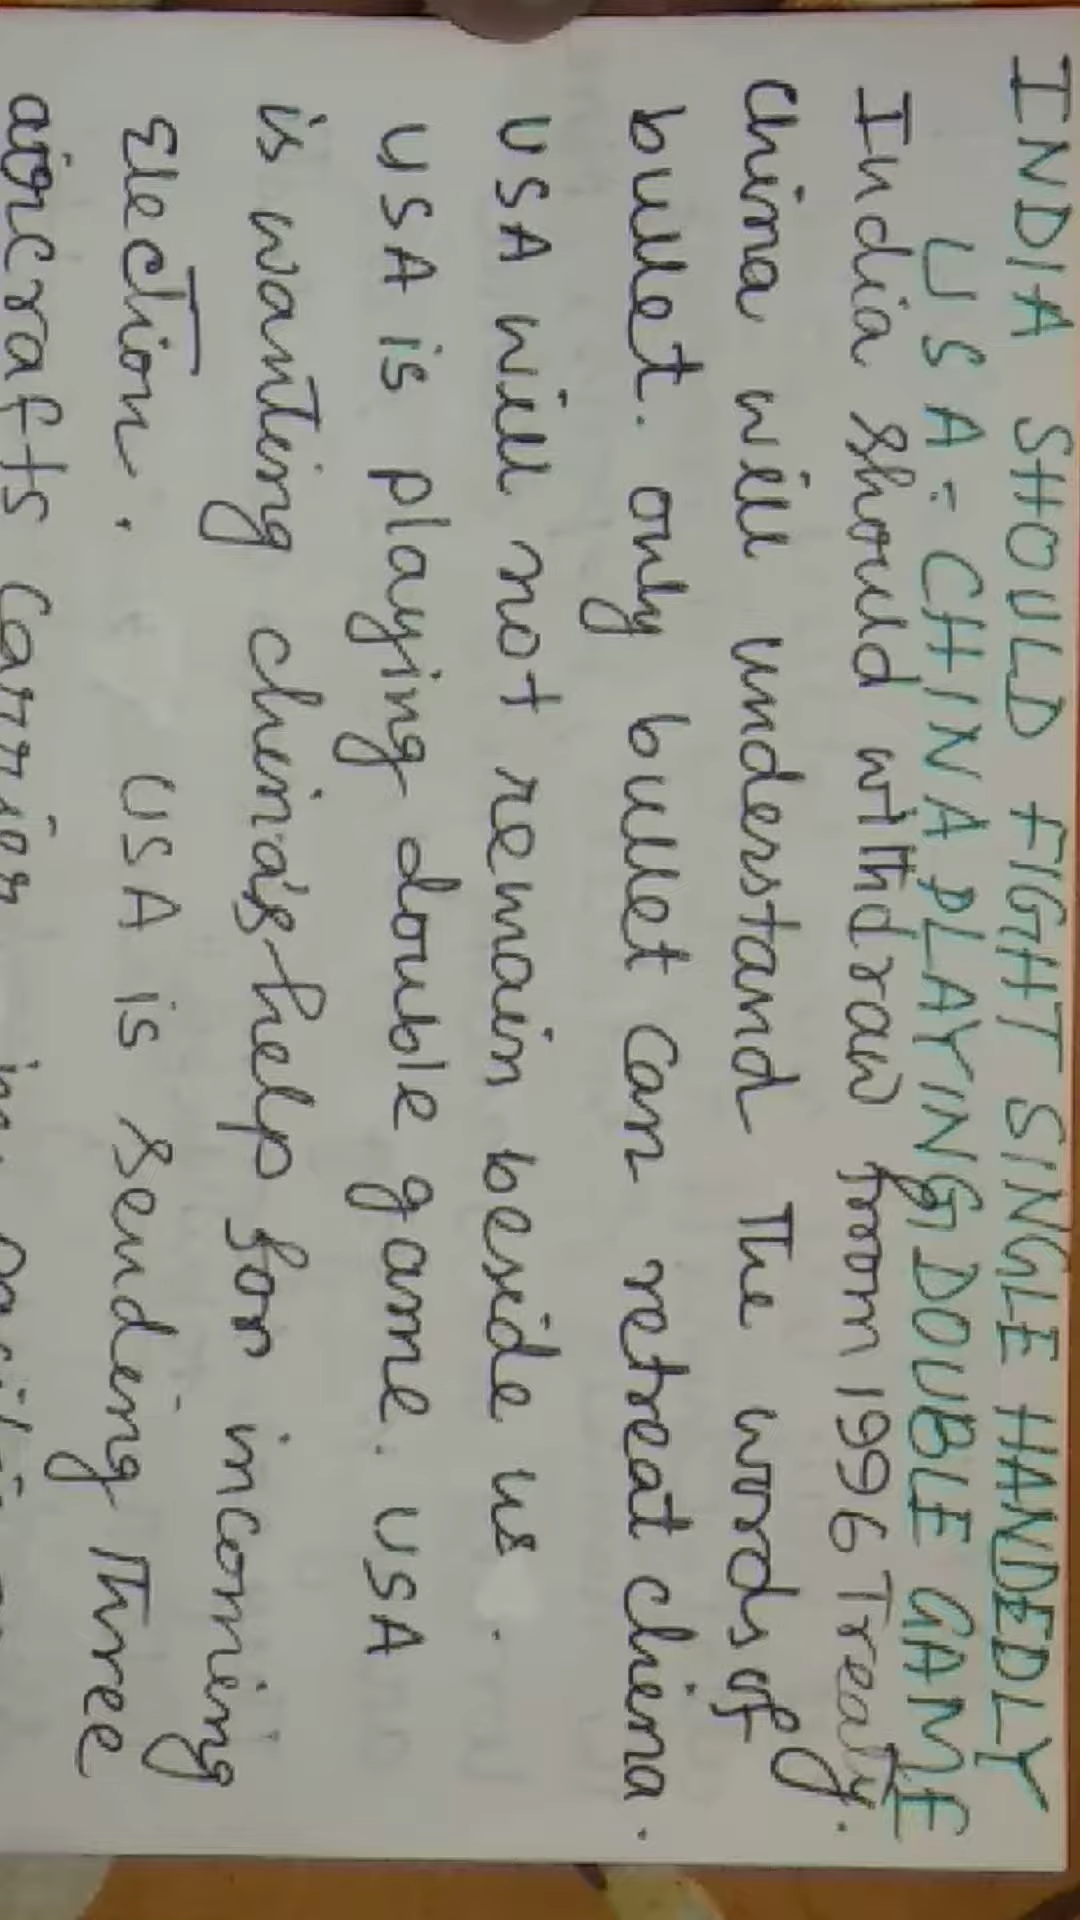 INDIA SHOULD FIGHT SINGLE HANDEDLY
USA-CHINA PLAYING DOUBLE GAME
India should withdraw from 1996 Treaty.
China will understand The words of
bullet. only bullet can retreat china.
USA will not remain beside us.
USA is playing double game. USA
is wanting china's help for incoming
Election. USA is sending Three
aircrafts carrier in